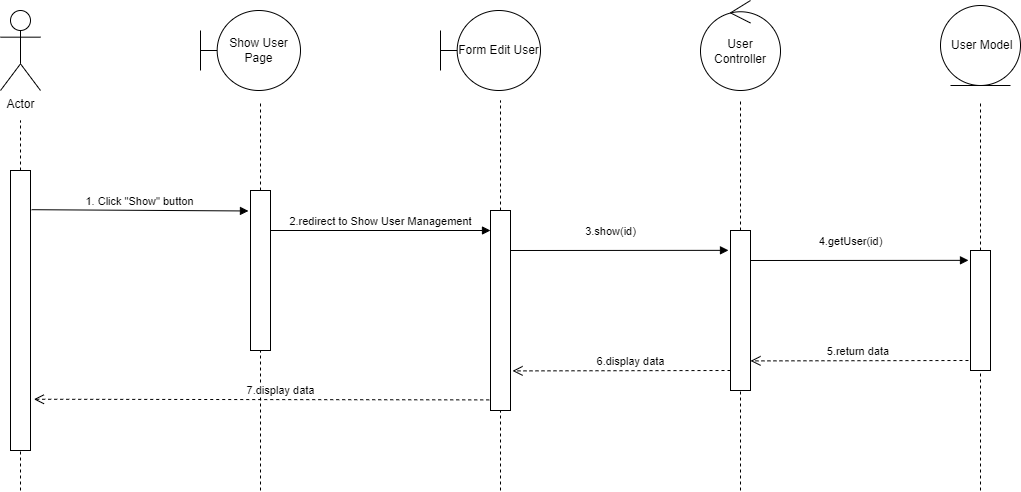 Show User
Page
Form Edit User
User
Controller
User Model
Actor
1. Click "Show" button
2.redirect to Show User Management
3.show(id)
4.getUser(id)
5.return data
6.display data
7.display data